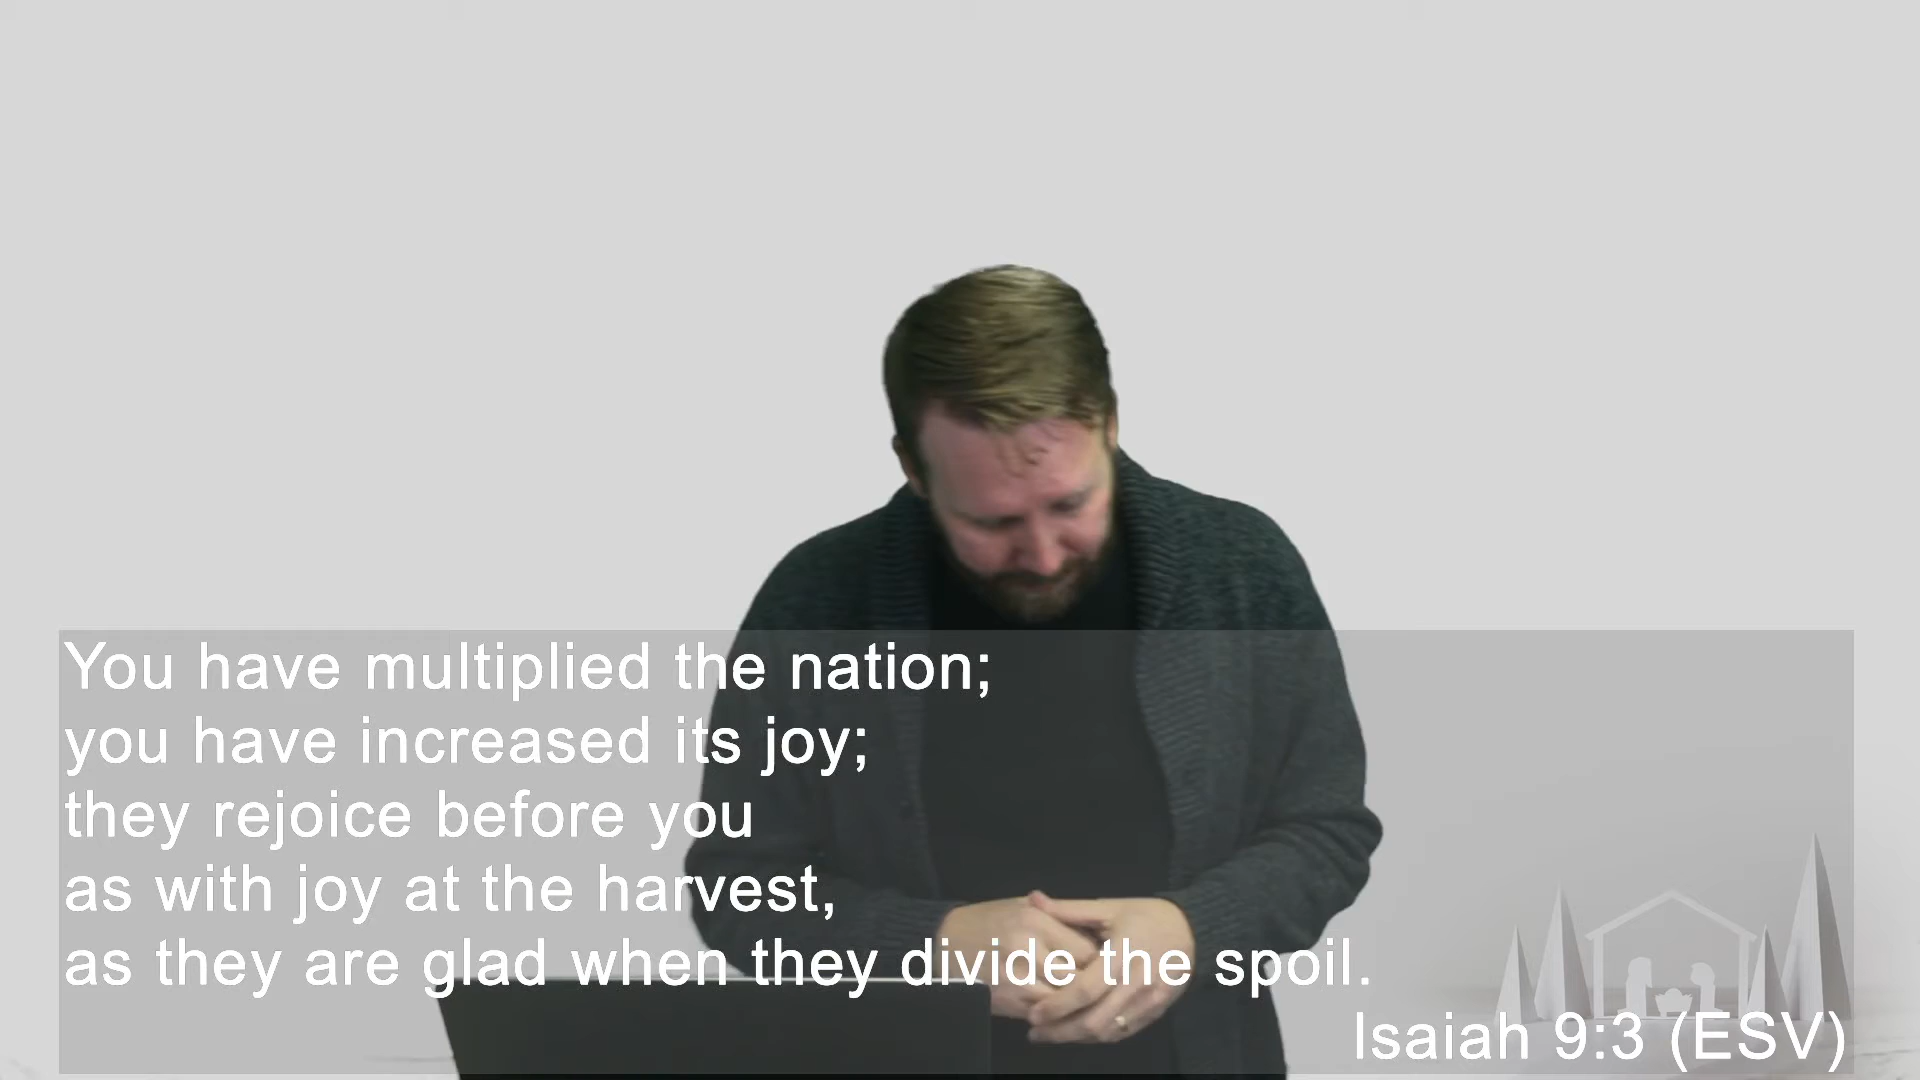 You have multiplied the nation;
you have increased its joy;
they rejoice before you
as with joy at the harvest,
as they are glad when they divide the spoil.
Isaiah 9:3 (ESV)